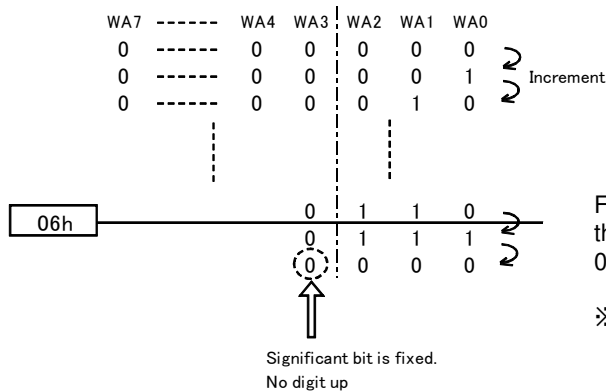 WA7 ------ WA4 WA3 WA2 WA1 WA0
0 ------ 0 0 0 0 0
0 ------ 0 0 0 0 1
Increment
0 ------ 0 0 0 1 0
06h
0 1 1 0
0 1 1 1
0 0 0 0
F
th
0
※
Significant bit is fixed.
No digit up